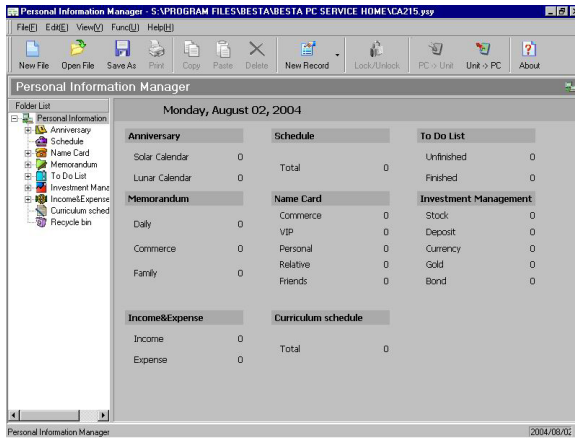 Personal Information Manager - S:\PROGRAM FILES\BESTA\BESTA PC SERVICE HOME\CA215.ysy
File(F) Edit(E) View(V) Func(U) Help(H)
New File Open File Save As Print Copy Paste Delete New Record Lock/Unlock PC -> Unit Unit -> PC About
Personal Information Manager
Folder List
Personal Information
Anniversary
Schedule
Name Card
Memorandum
To Do List
Investment Mana
Income&Expense
Curriculum sched
Recycle bin
Monday, August 02, 2004
Anniversary
Solar Calendar 0
Lunar Calendar 0
Schedule
Total 0
To Do List
Unfinished 0
Finished 0
Memorandum
Daily 0
Commerce 0
Family 0
Name Card
Commerce 0
VIP 0
Personal 0
Relative 0
Friends 0
Investment Management
Stock 0
Deposit 0
Currency 0
Gold 0
Bond 0
Income&Expense
Income 0
Expense 0
Curriculum schedule
Total 0
Personal Information Manager 2004/08/02